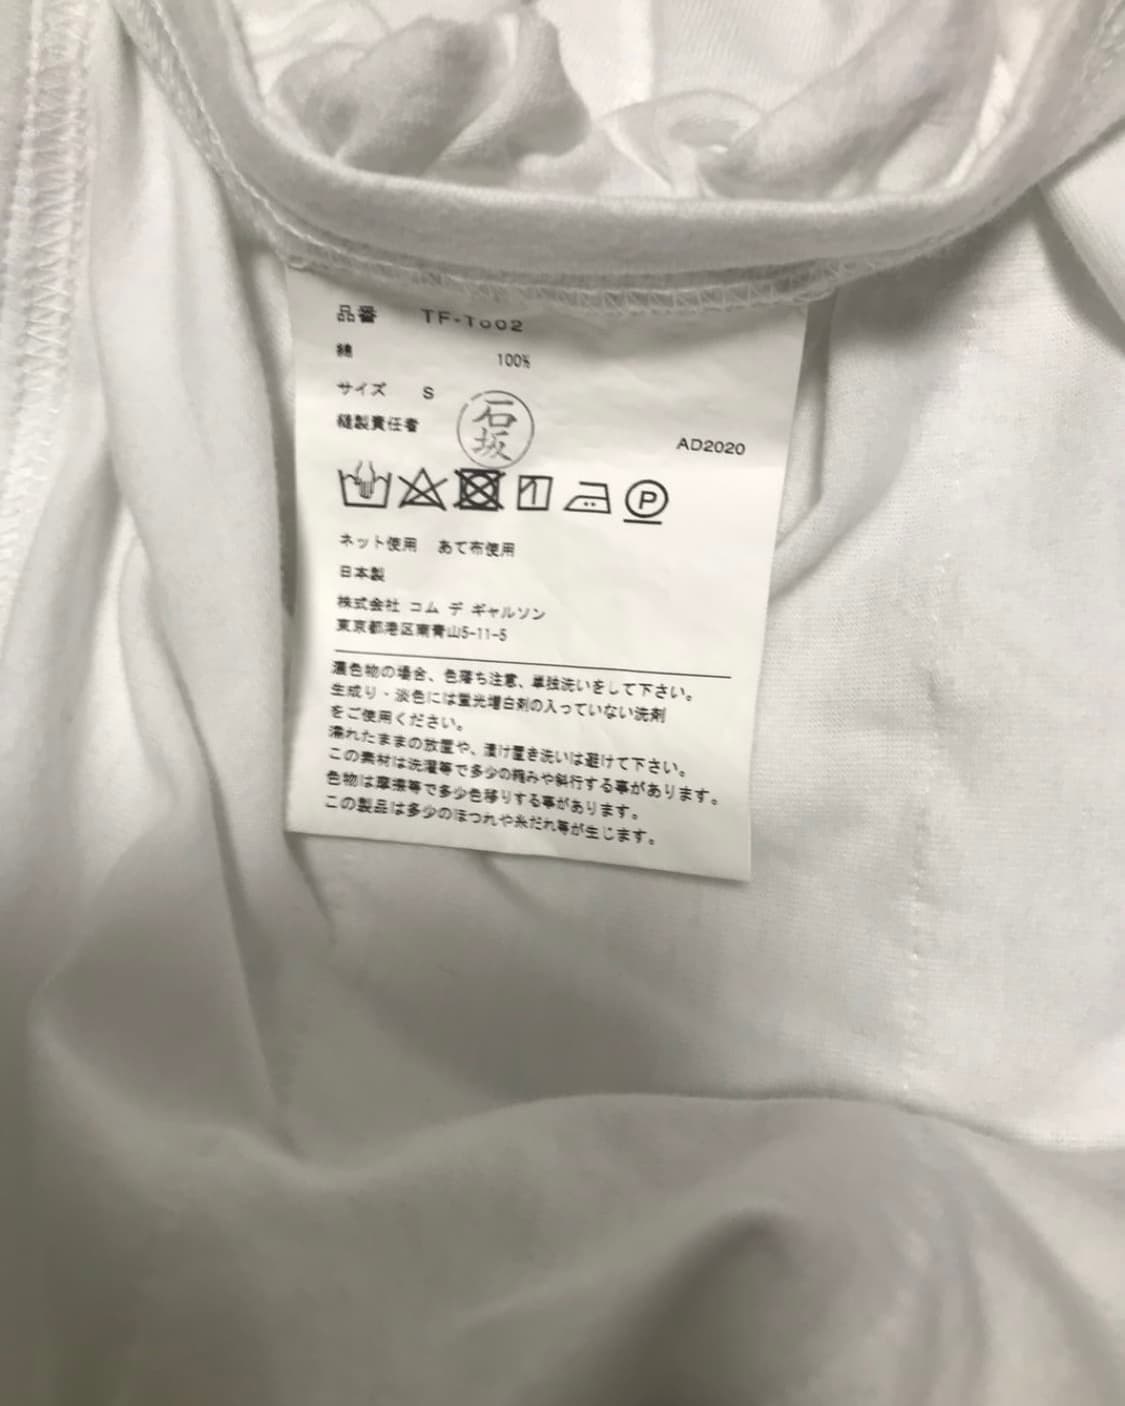 品番 TF-T002
綿 100%
サイズ S
縫製責任者 石坂
AD2020
P
ネット使用 あて布使用
日本製
株式会社 コム デ ギャルソン
東京都港区南青山5-11-5
濃色物の場合、色落ち注意、単独洗いをして下さい。
生成り・淡色には蛍光増白剤の入っていない洗剤
をご使用ください。
濡れたままの放置や、漬け置き洗いは避けて下さい。
この素材は洗濯等で多少の縮みや斜行する事があります。
色物は摩擦等で多少色移りする事があります。
この製品は多少のほつれや糸だれ等が生じます。